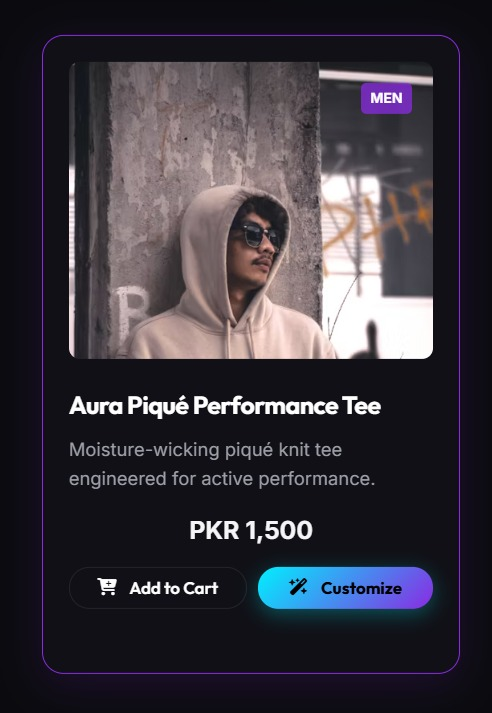 MEN
Aura Piqué Performance Tee
Moisture-wicking piqué knit tee
engineered for active performance.
PKR 1,500
Add to Cart
Customize